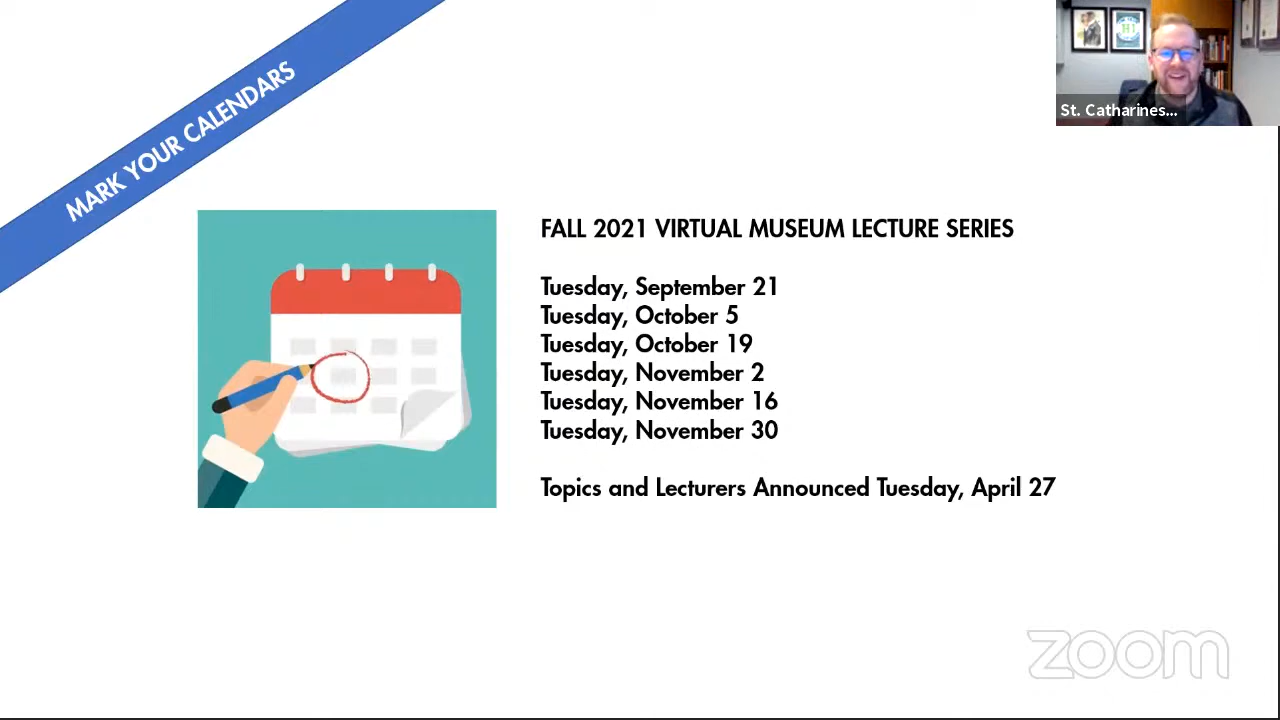 MARK YOUR CALENDARS
St. Catharines...
FALL 2021 VIRTUAL MUSEUM LECTURE SERIES
Tuesday, September 21
Tuesday, October 5
Tuesday, October 19
Tuesday, November 2
Tuesday, November 16
Tuesday, November 30
Topics and Lecturers Announced Tuesday, April 27
zoom